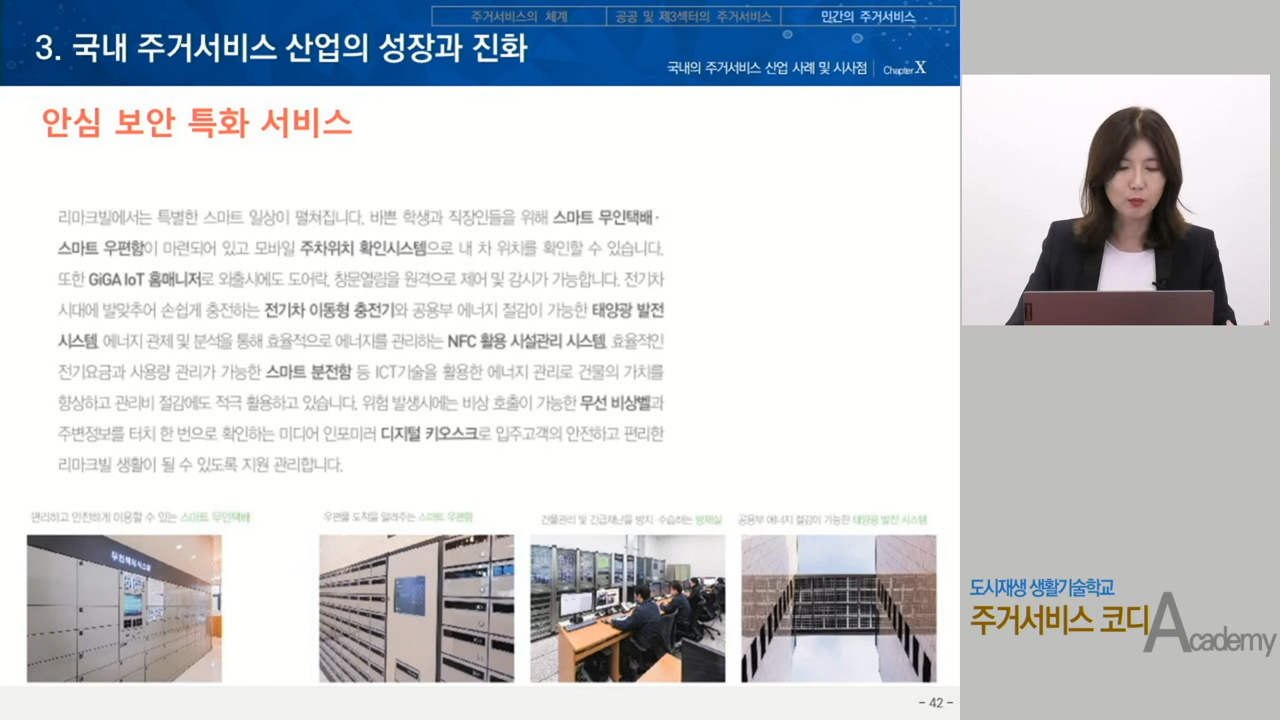 주거서비스의 체계
공공 및 제3섹터의 주거서비스
민간의 주거서비스
3. 국내 주거서비스 산업의 성장과 진화
국내의 주거서비스 산업 사례 및 시사점
Chapter X
안심 보안 특화 서비스
리마크빌에서는 특별한 스마트 일상이 펼쳐집니다. 바쁜 학생과 직장인들을 위해 스마트 무인택배·
스마트 우편함이 마련되어 있고 모바일 주차위치 확인시스템으로 내 차 위치를 확인할 수 있습니다.
또한 GiGA IoT 홈매니저로 외출시에도 도어락, 창문열림을 원격으로 제어 및 감시가 가능합니다. 전기차
시대에 발맞추어 손쉽게 충전하는 전기차 이동형 충전기와 공용부 에너지 절감이 가능한 태양광 발전
시스템, 에너지 관제 및 분석을 통해 효율적으로 에너지를 관리하는 NFC 활용 시설관리 시스템, 효율적인
전기요금과 사용량 관리가 가능한 스마트 분전함 등 ICT기술을 활용한 에너지 관리로 건물의 가치를
향상하고 관리비 절감에도 적극 활용하고 있습니다. 위험 발생시에는 비상 호출이 가능한 무선 비상벨과
주변정보를 터치 한 번으로 확인하는 미디어 인포미러 디지털 키오스크로 입주고객의 안전하고 편리한
리마크빌 생활이 될 수 있도록 지원 관리합니다.
편리하고 안전하게 이용할 수 있는 스마트 무인택배
우편물 도착을 알려주는 스마트 우편함
건물관리 및 긴급재난을 방지·수습하는 방재실
공용부 에너지 절감이 가능한 태양광 발전 시스템
무인택배시스템
- 42 -
도시재생 생활기술학교
주거서비스 코디
Academy